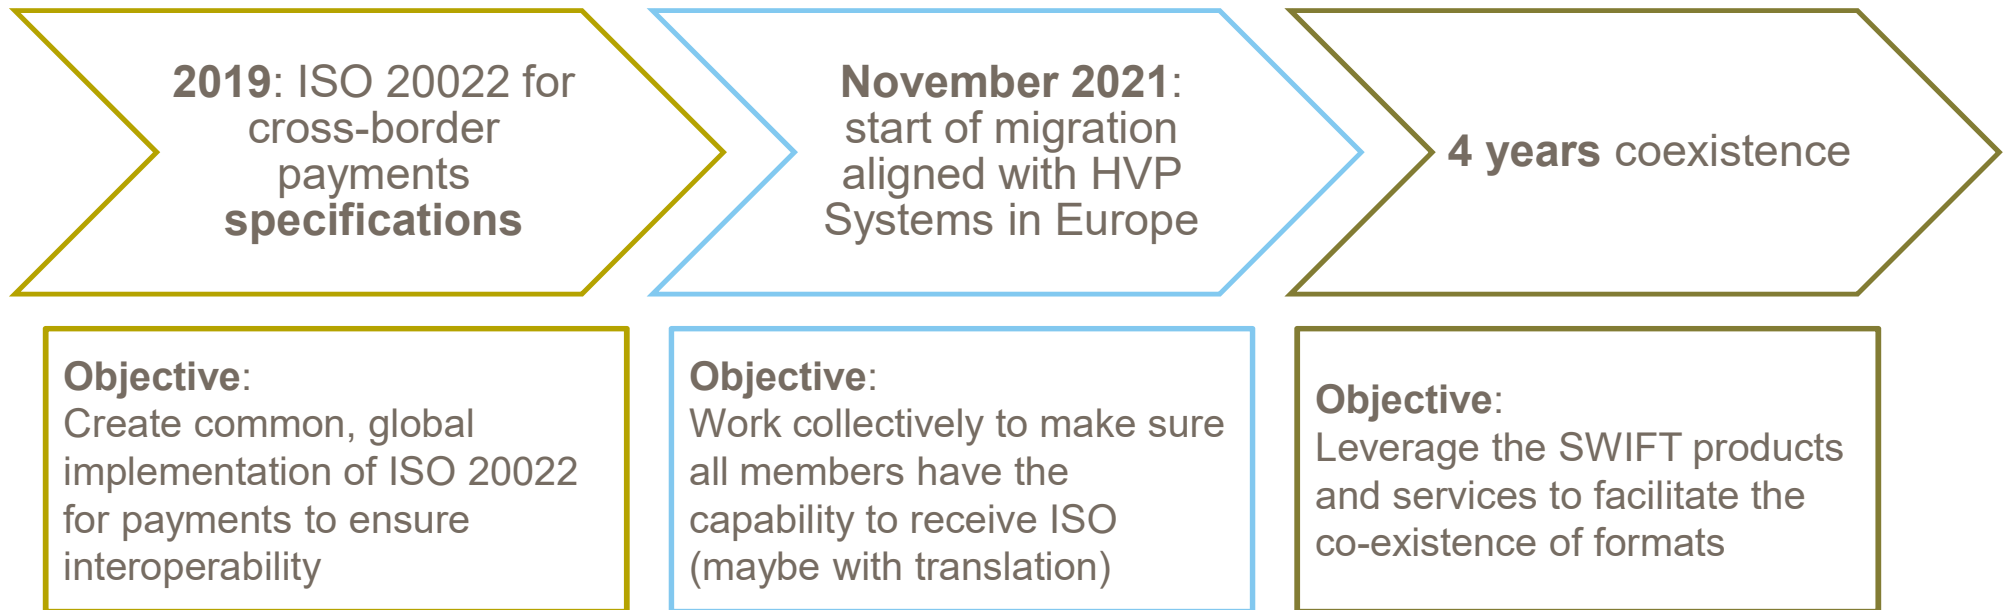 2019: ISO 20022 for
cross-border
payments
specifications
November 2021:
start of migration
aligned with HVP
Systems in Europe
4 years coexistence
Objective:
Create common, global
implementation of ISO 20022
for payments to ensure
interoperability
Objective:
Work collectively to make sure
all members have the
capability to receive ISO
(maybe with translation)
Objective:
Leverage the SWIFT products
and services to facilitate the
co-existence of formats